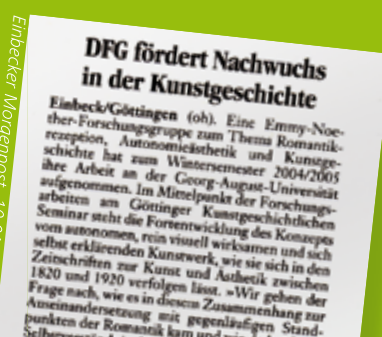 Einbecker Morgenpost
DFG fördert Nachwuchs
in der Kunstgeschichte
Einbeck/Göttingen (oh). Eine Emmy-Noe-
ther-Forschungsgruppe zum Thema Romantik-
rezeption, Autonomieästhetik und Kunstge-
schichte hat zum Wintersemester 2004/2005
ihre Arbeit an der Georg-August-Universität
aufgenommen. Im Mittelpunkt der Forschungs-
arbeiten am Göttinger Kunstgeschichtlichen
Seminar steht die Fortentwicklung des Konzepts
vom autonomen, rein visuell wirksamen und sich
selbst erklärenden Kunstwerk, wie sie sich in den
Zeitschriften zur Kunst und Ästhetik zwischen
1820 und 1920 verfolgen lässt. »Wir gehen der
Frage nach, wie es in diesem Zusammenhang zur
Auseinandersetzung mit gegenläufigen Stand-
punkten der Romantik kam und